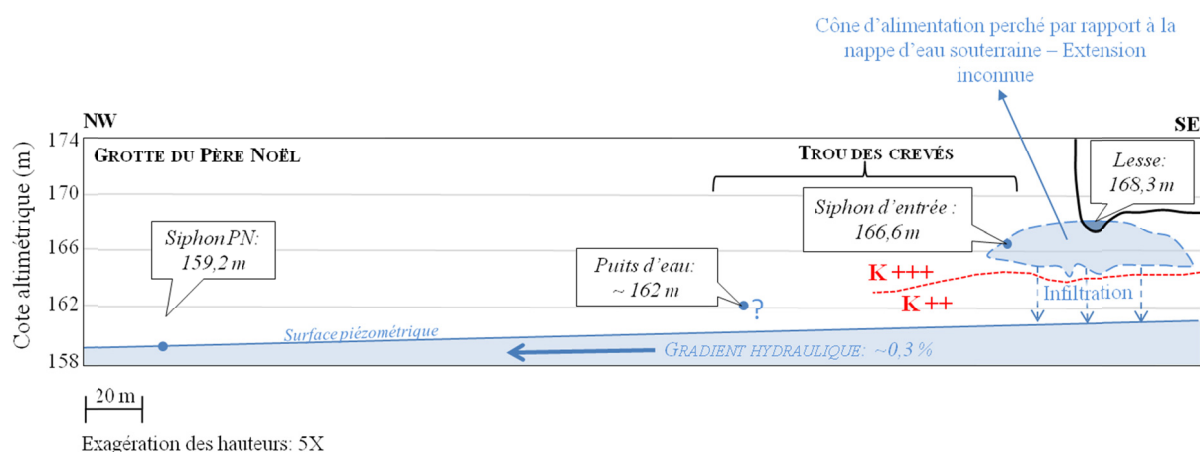 Cône d'alimentation perché par rapport à la
nappe d'eau souterraine – Extension
inconnue
NW
SE
Cote altimétrique (m)
174
170
166
162
158
GROTTE DU PÈRE NOËL
TROU DES CREVÉS
Lesse:
168,3 m
Siphon d'entrée :
166,6 m
Siphon PN:
159,2 m
Puits d'eau:
~ 162 m
?
K +++
K ++
Infiltration
Surface piézométrique
GRADIENT HYDRAULIQUE: ~0,3 %
20 m
Exagération des hauteurs: 5X